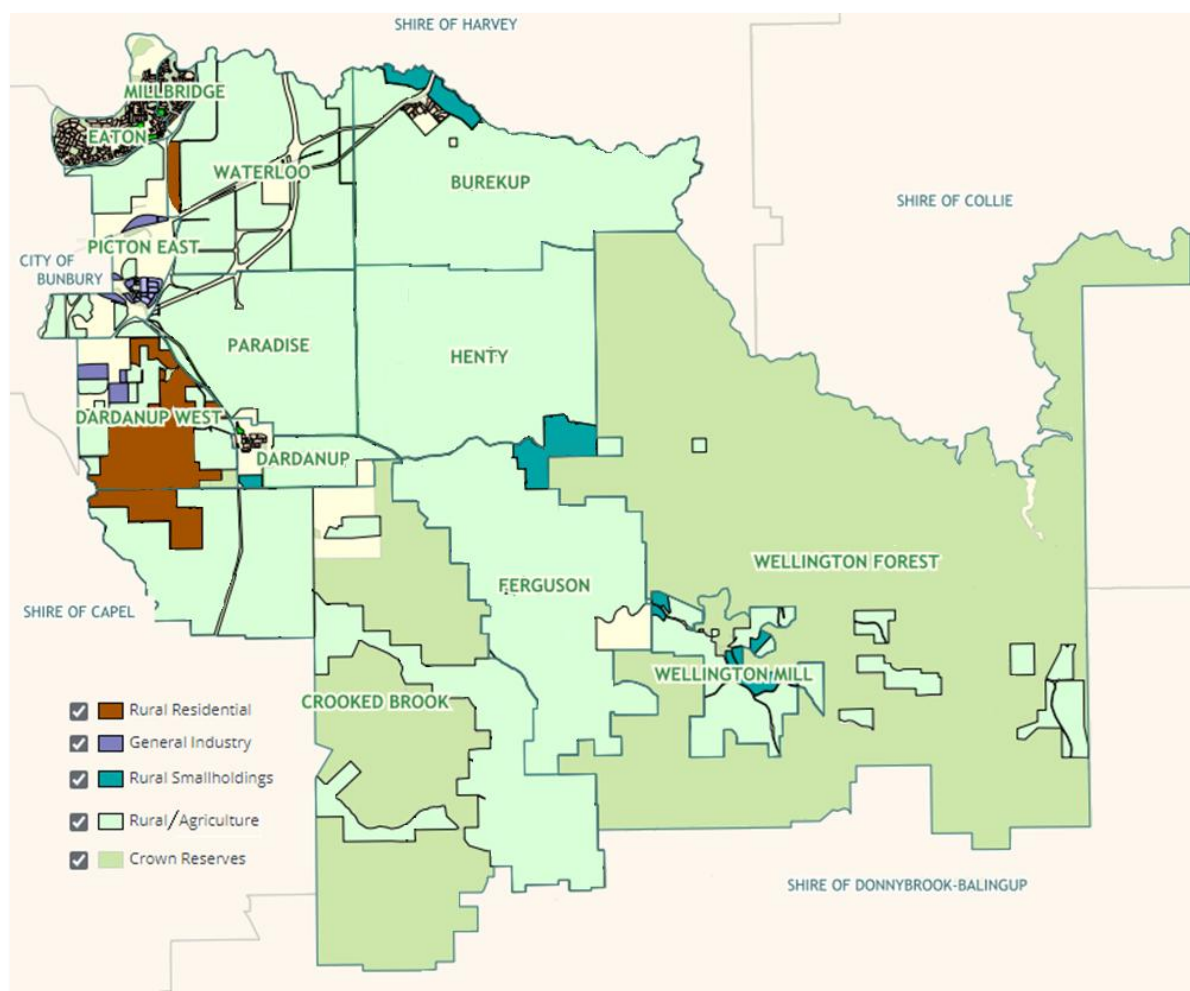 SHIRE OF HARVEY
MILLBRIDGE
EATON
WATERLOO
BUREKUP
SHIRE OF COLLIE
PICTON EAST
CITY OF
BUNBURY
PARADISE
HENTY
DARDANUP WEST
DARDANUP
WELLINGTON FOREST
FERGUSON
SHIRE OF CAPEL
WELLINGTON MILL
CROOKED BROOK
Rural Residential
General Industry
Rural Smallholdings
Rural/Agriculture
Crown Reserves
SHIRE OF DONNYBROOK-BALINGUP